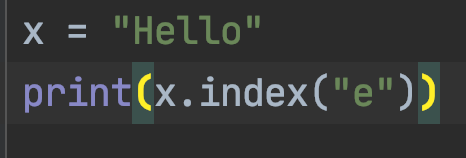 x = "Hello"
print(x.index("e"))